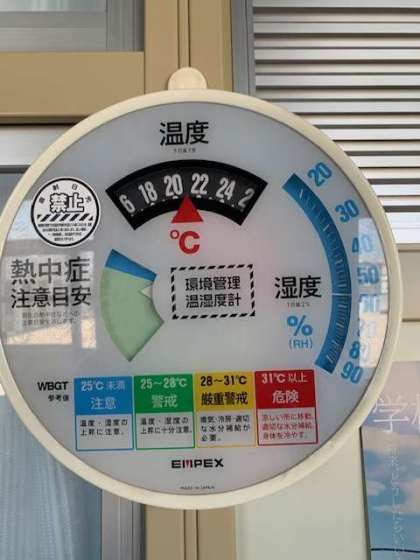 温度
6 18 20 22 24 2
℃
禁止
熱中症
注意目安
環境管理
温湿度計
湿度
%
(RH)
20
30
40
50
60
70
80
90
WBGT
参考値
25℃未満
注意
温度・湿度の
上昇に注意。
25～28℃
警戒
温度・湿度の
上昇に十分注意。
28～31℃
厳重警戒
換気・冷房・適切
な水分補給が
必要。
31℃以上
危険
涼しい所に移動。
適切な水分補給
身体を冷やす。
EMPEX
MADE IN JAPAN
学校